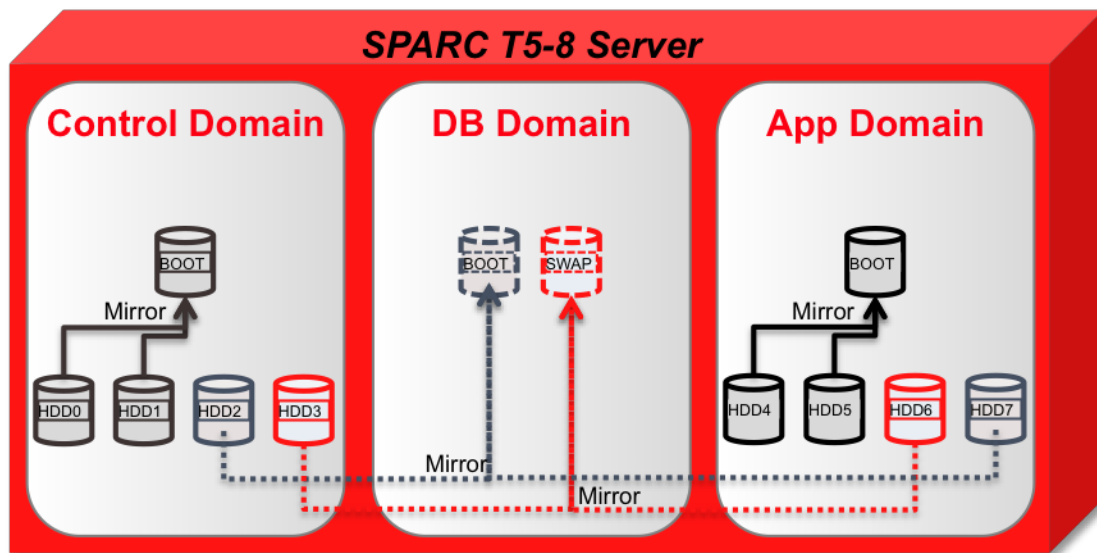 SPARC T5-8 Server
Control Domain
DB Domain
App Domain
BOOT
BOOT
SWAP
BOOT
Mirror
Mirror
HDD0
HDD1
HDD2
HDD3
HDD4
HDD5
HDD6
HDD7
Mirror
Mirror